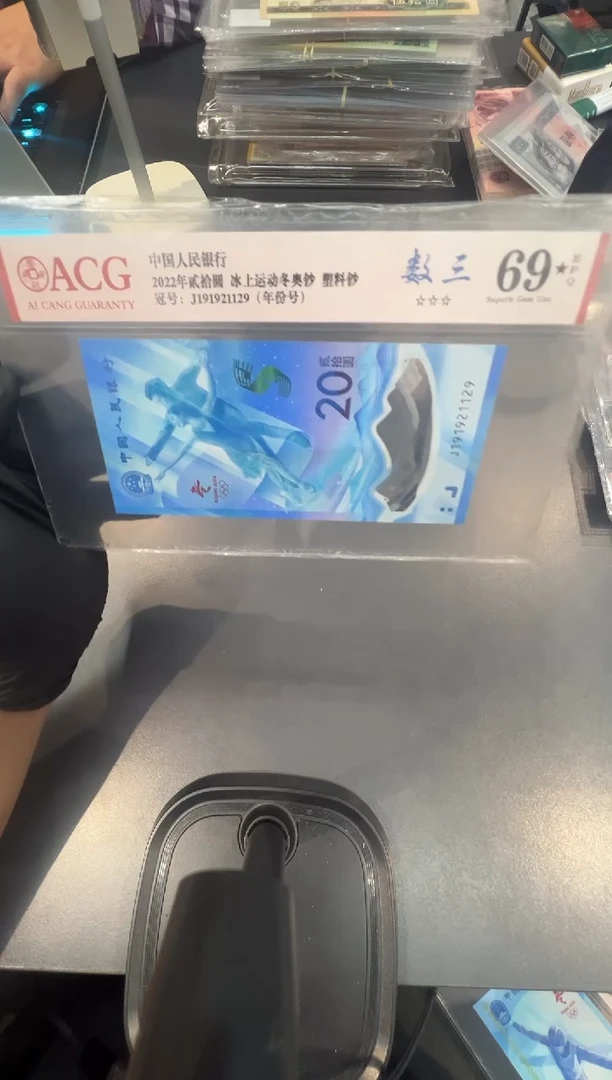 ACG
AI CANG GUARANTY
中国人民银行
2022年贰拾圆 冰上运动冬奥钞 塑料钞
冠号：J191921129（年份号）
数三
☆☆☆
69★
Superb Gem Unc
中国人民银行
20
贰拾圆
J191921129